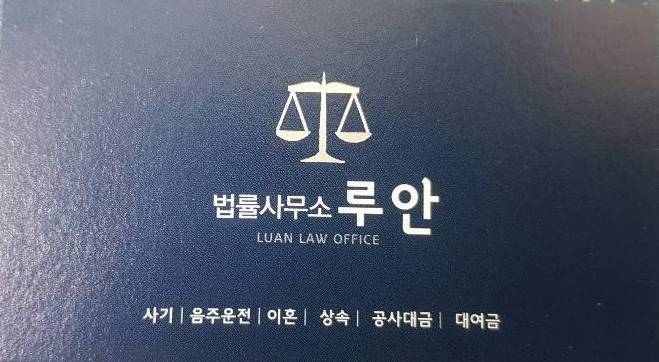 법률사무소 루안
LUAN LAW OFFICE
사기 | 음주운전 | 이혼 | 상속 | 공사대금 | 대여금